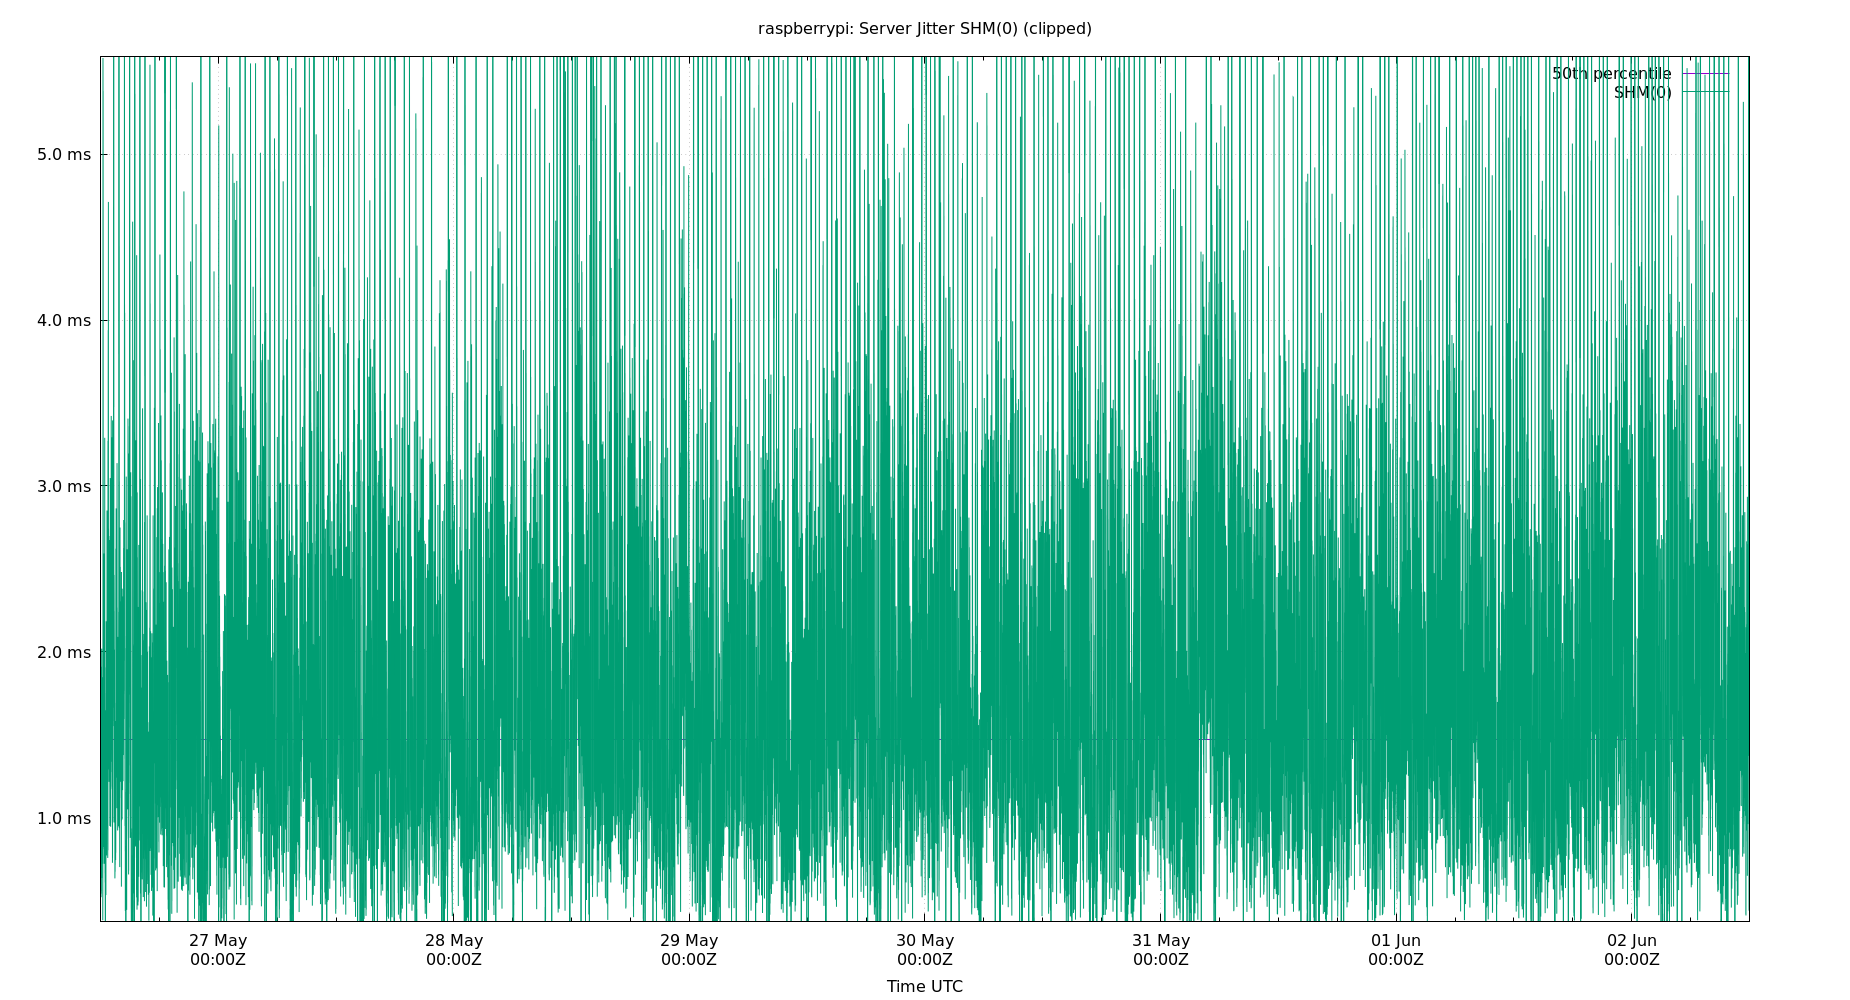 raspberrypi: Server Jitter SHM(0) (clipped)
50th percentile
SHM(0)
5.0 ms
4.0 ms
3.0 ms
2.0 ms
1.0 ms
27 May 28 May 29 May 30 May 31 May 01 Jun 02 Jun
00:00Z 00:00Z 00:00Z 00:00Z 00:00Z 00:00Z 00:00Z
Time UTC